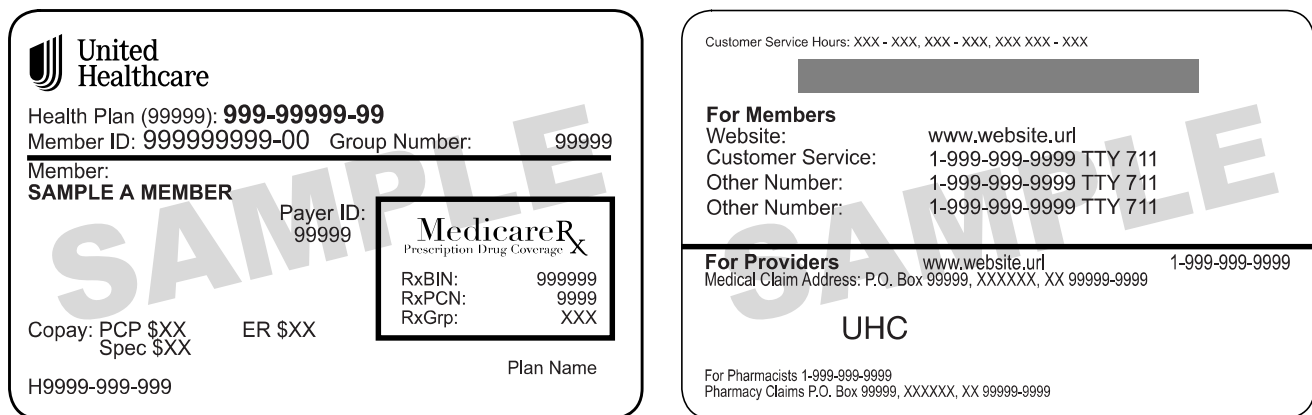 United
Healthcare
Health Plan (99999): 999-99999-99
Member ID: 999999999-00 Group Number: 99999
Member:
SAMPLE A MEMBER
Payer ID:
99999
MedicareRx
Prescription Drug Coverage
RxBIN: 999999
RxPCN: 9999
RxGrp: XXX
Copay: PCP $XX ER $XX
Spec $XX
Plan Name
H9999-999-999
SAMPLE
Customer Service Hours: XXX - XXX, XXX - XXX, XXX XXX - XXX
For Members
Website: www.website.url
Customer Service: 1-999-999-9999 TTY 711
Other Number: 1-999-999-9999 TTY 711
Other Number: 1-999-999-9999 TTY 711
For Providers www.website.url 1-999-999-9999
Medical Claim Address: P.O. Box 99999, XXXXXX, XX 99999-9999
UHC
For Pharmacists 1-999-999-9999
Pharmacy Claims P.O. Box 99999, XXXXXX, XX 99999-9999
SAMPLE